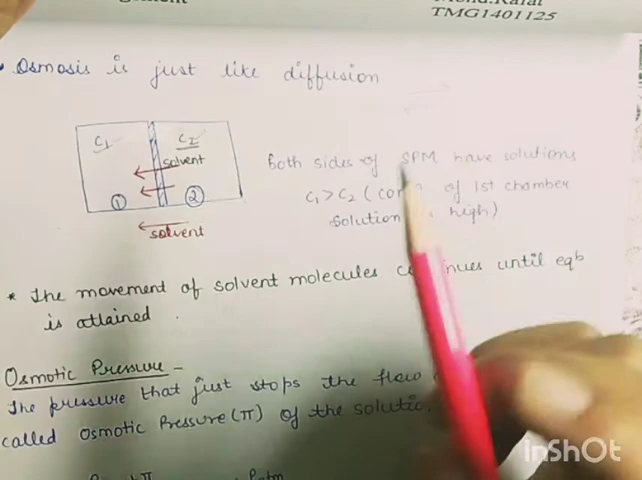 TMG1401125
Osmosis is just like diffusion
C1 C2
solvent
① ②
solvent
Both sides of SPM have solutions
C1 > C2 ( of 1st chamber
solution high)
* The movement of solvent molecules until eqb
is attained.
Osmotic Pressure -
The pressure that just stops the flow
called Osmotic Pressure (π) of the
Patm
InShOt